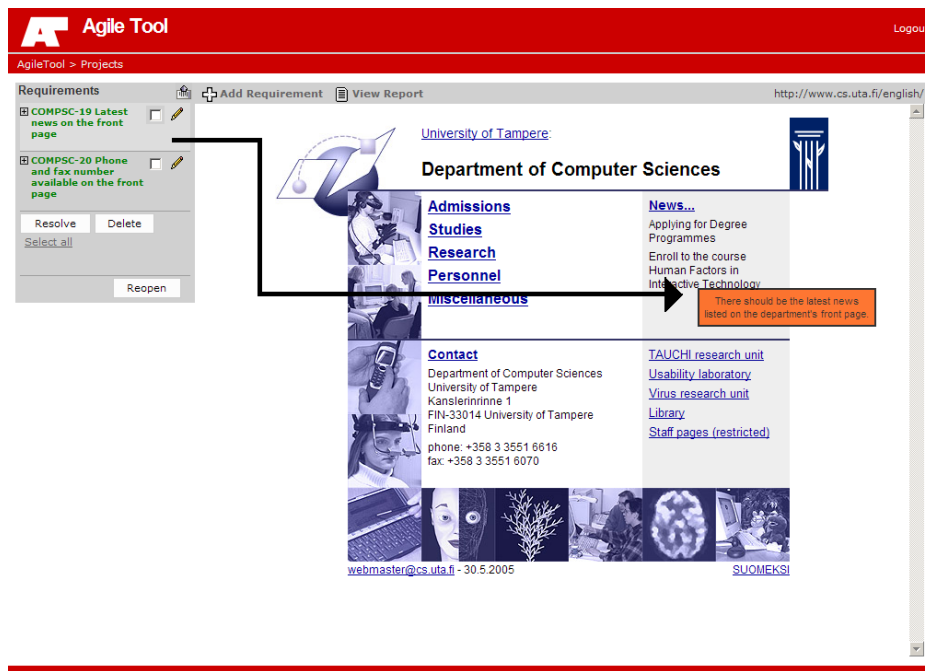 Agile Tool
Logou
AgileTool > Projects
Requirements
Add Requirement
View Report
http://www.cs.uta.fi/english/
COMPSC-19 Latest
news on the front
page
COMPSC-20 Phone
and fax number
available on the front
page
Resolve
Delete
Select all
Reopen
University of Tampere:
Department of Computer Sciences
Admissions
Studies
Research
Personnel
Miscellaneous
News...
Applying for Degree
Programmes
Enroll to the course
Human Factors in
Interactive Technology
There should be the latest news
listed on the department's front page.
Contact
Department of Computer Sciences
University of Tampere
Kanslerinrinne 1
FIN-33014 University of Tampere
Finland
phone: +358 3 3551 6616
fax: +358 3 3551 6070
TAUCHI research unit
Usability laboratory
Virus research unit
Library
Staff pages (restricted)
webmaster@cs.uta.fi - 30.5.2005
SUOMEKSI